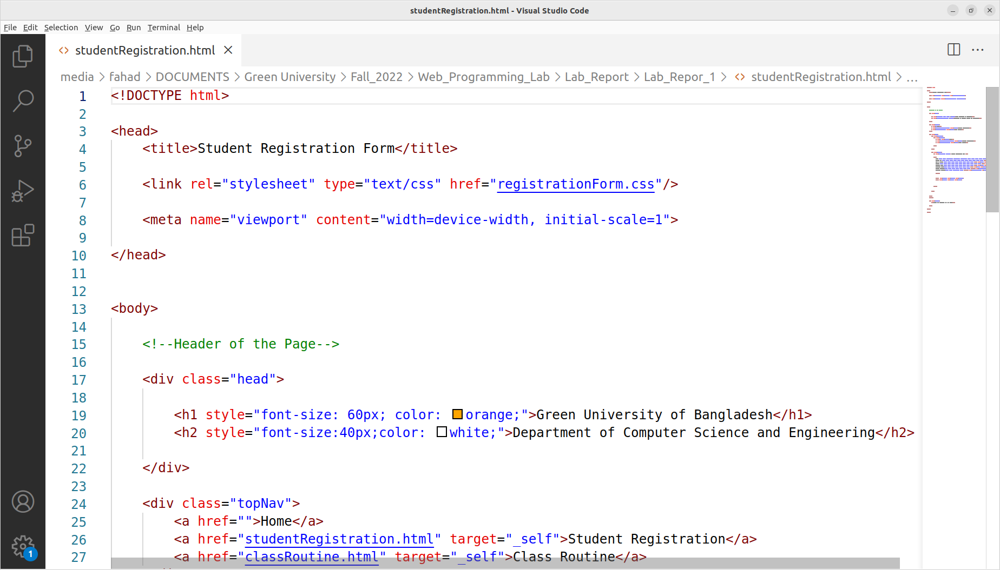 studentRegistration.html - Visual Studio Code
File Edit Selection View Go Run Terminal Help
studentRegistration.html
media > fahad > DOCUMENTS > Green University > Fall_2022 > Web_Programming_Lab > Lab_Report > Lab_Repor_1 > <> studentRegistration.html > ...
1 <!DOCTYPE html>
2
3 <head>
4     <title>Student Registration Form</title>
5
6     <link rel="stylesheet" type="text/css" href="registrationForm.css"/>
7
8     <meta name="viewport" content="width=device-width, initial-scale=1">
9
10 </head>
11
12
13 <body>
14
15     <!--Header of the Page-->
16
17     <div class="head">
18
19         <h1 style="font-size: 60px; color: orange;">Green University of Bangladesh</h1>
20         <h2 style="font-size:40px;color: white;">Department of Computer Science and Engineering</h2>
21
22     </div>
23
24     <div class="topNav">
25         <a href="">Home</a>
26         <a href="studentRegistration.html" target="_self">Student Registration</a>
27         <a href="classRoutine.html" target="_self">Class Routine</a>
1